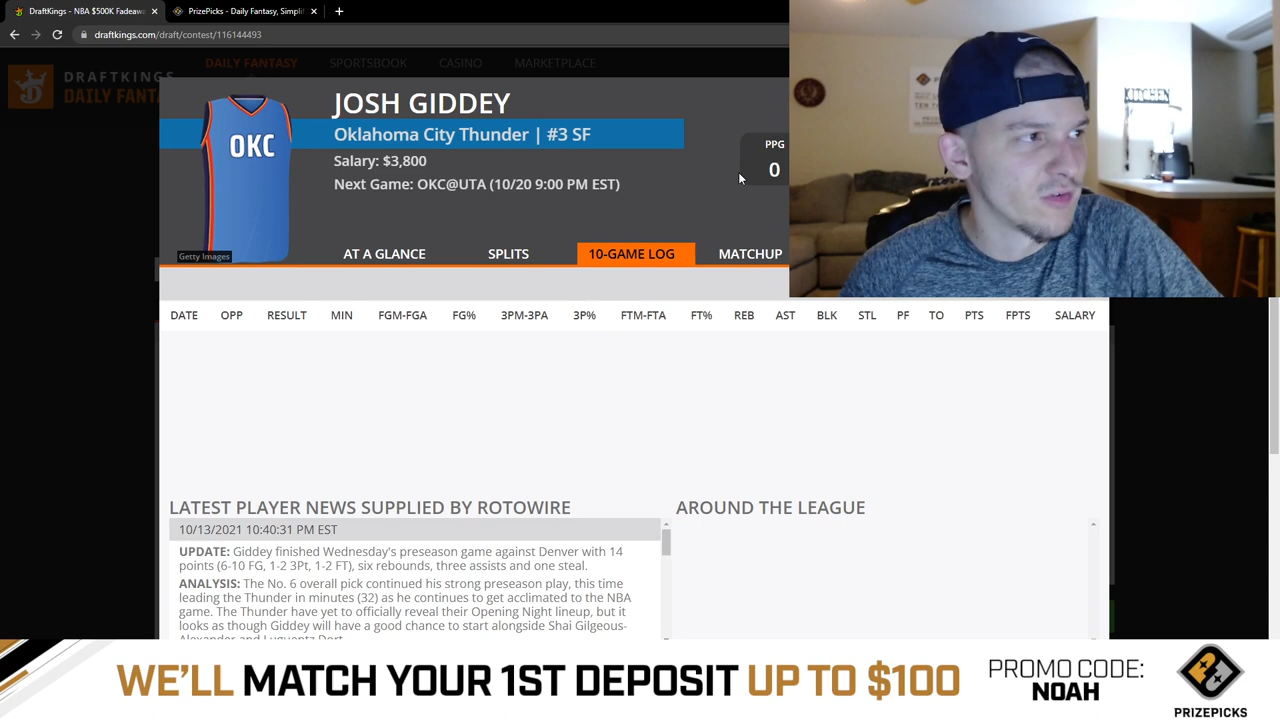 DraftKings - NBA $500K Fadeaw
PrizePicks - Daily Fantasy, Simplif
draftkings.com/draft/contest/116144493
DRAFTKINGS
DAILY FANTA
DAILY FANTASY
SPORTSBOOK
CASINO
MARKETPLACE
OKC
Getty Images
JOSH GIDDEY
Oklahoma City Thunder | #3 SF
Salary: $3,800
Next Game: OKC@UTA (10/20 9:00 PM EST)
PPG
0
AT A GLANCE SPLITS 10-GAME LOG MATCHUP
KITCHEN
DATE OPP RESULT MIN FGM-FGA FG% 3PM-3PA 3P% FTM-FTA FT% REB AST BLK STL PF TO PTS FPTS SALARY
LATEST PLAYER NEWS SUPPLIED BY ROTOWIRE
10/13/2021 10:40:31 PM EST
UPDATE: Giddey finished Wednesday's preseason game against Denver with 14
points (6-10 FG, 1-2 3Pt, 1-2 FT), six rebounds, three assists and one steal.
ANALYSIS: The No. 6 overall pick continued his strong preseason play, this time
leading the Thunder in minutes (32) as he continues to get acclimated to the NBA
game. The Thunder have yet to officially reveal their Opening Night lineup, but it
looks as though Giddey will have a good chance to start alongside Shai Gilgeous-
Alexander and Luguentz Dort.
AROUND THE LEAGUE
WE'LL MATCH YOUR 1ST DEPOSIT UP TO $100
PROMO CODE:
NOAH
PRIZEPICKS